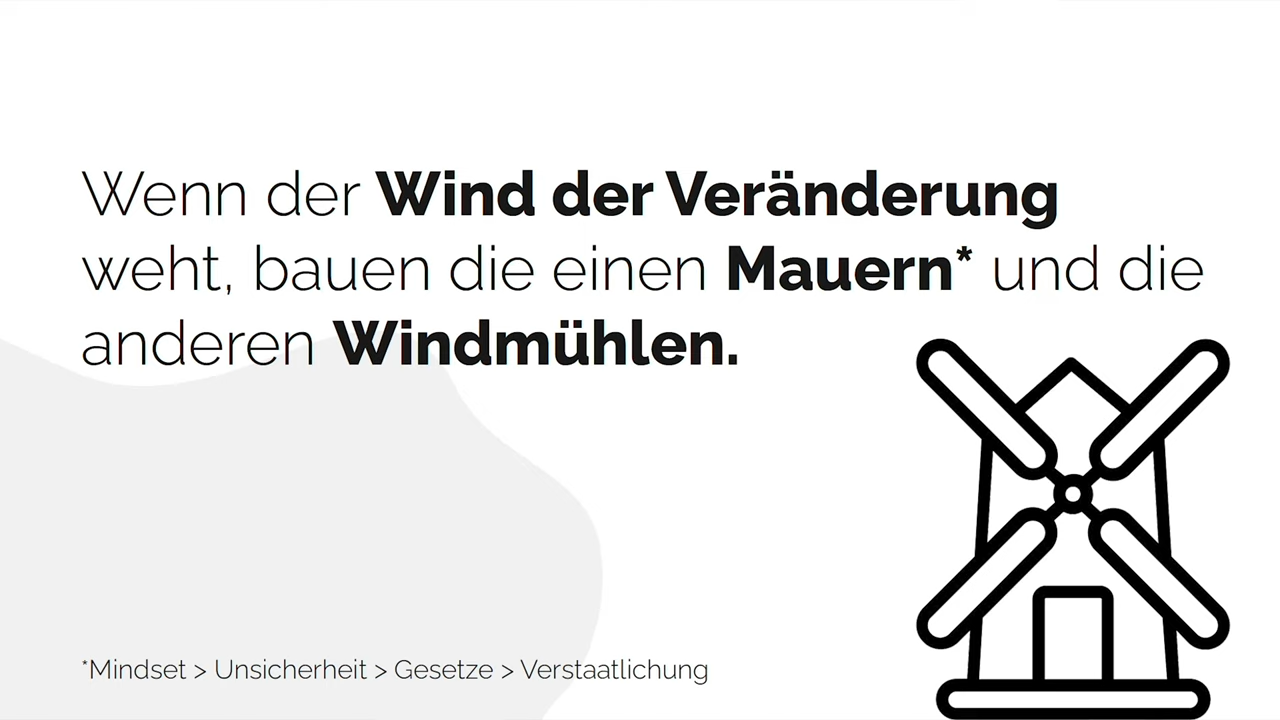 Wenn der Wind der Veränderung
weht, bauen die einen Mauern* und die
anderen Windmühlen.
*Mindset > Unsicherheit > Gesetze > Verstaatlichung